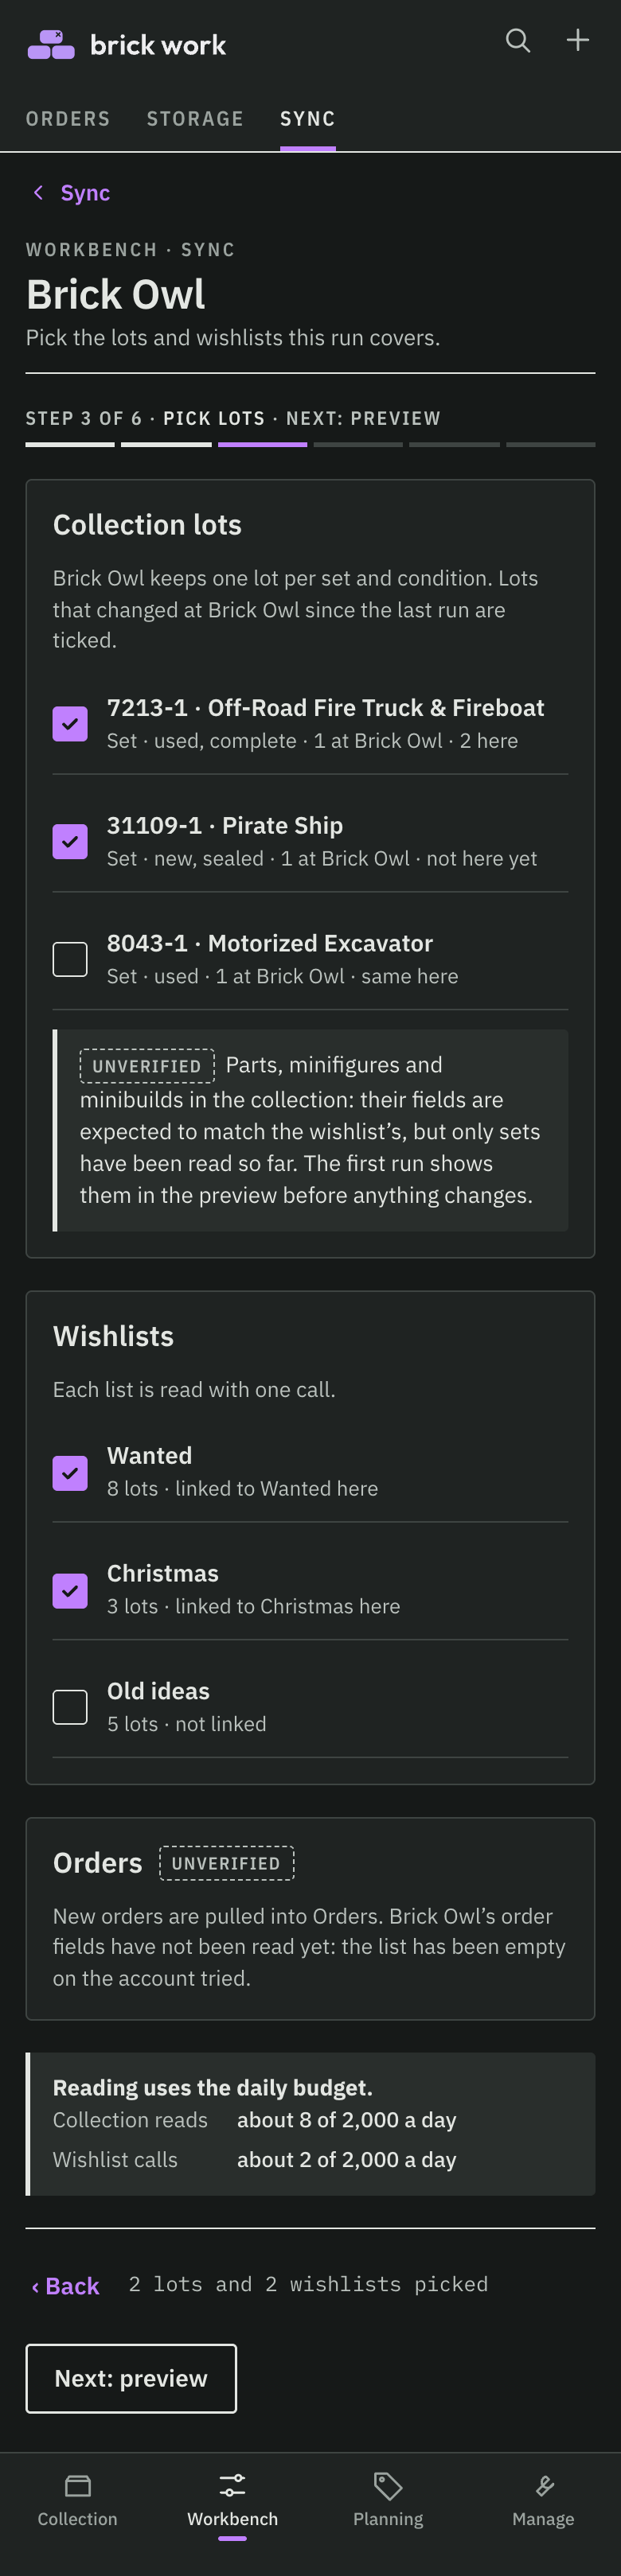 brick work
ORDERS STORAGE SYNC
Sync
WORKBENCH · SYNC
Brick Owl
Pick the lots and wishlists this run covers.
STEP 3 OF 6 · PICK LOTS · NEXT: PREVIEW
Collection lots
Brick Owl keeps one lot per set and condition. Lots
that changed at Brick Owl since the last run are
ticked.
7213-1 · Off-Road Fire Truck & Fireboat
Set · used, complete · 1 at Brick Owl · 2 here
31109-1 · Pirate Ship
Set · new, sealed · 1 at Brick Owl · not here yet
8043-1 · Motorized Excavator
Set · used · 1 at Brick Owl · same here
UNVERIFIED Parts, minifigures and
minibuilds in the collection: their fields are
expected to match the wishlist’s, but only sets
have been read so far. The first run shows
them in the preview before anything changes.
Wishlists
Each list is read with one call.
Wanted
8 lots · linked to Wanted here
Christmas
3 lots · linked to Christmas here
Old ideas
5 lots · not linked
Orders UNVERIFIED
New orders are pulled into Orders. Brick Owl’s order
fields have not been read yet: the list has been empty
on the account tried.
Reading uses the daily budget.
Collection reads about 8 of 2,000 a day
Wishlist calls about 2 of 2,000 a day
‹ Back 2 lots and 2 wishlists picked
Next: preview
Collection Workbench Planning Manage